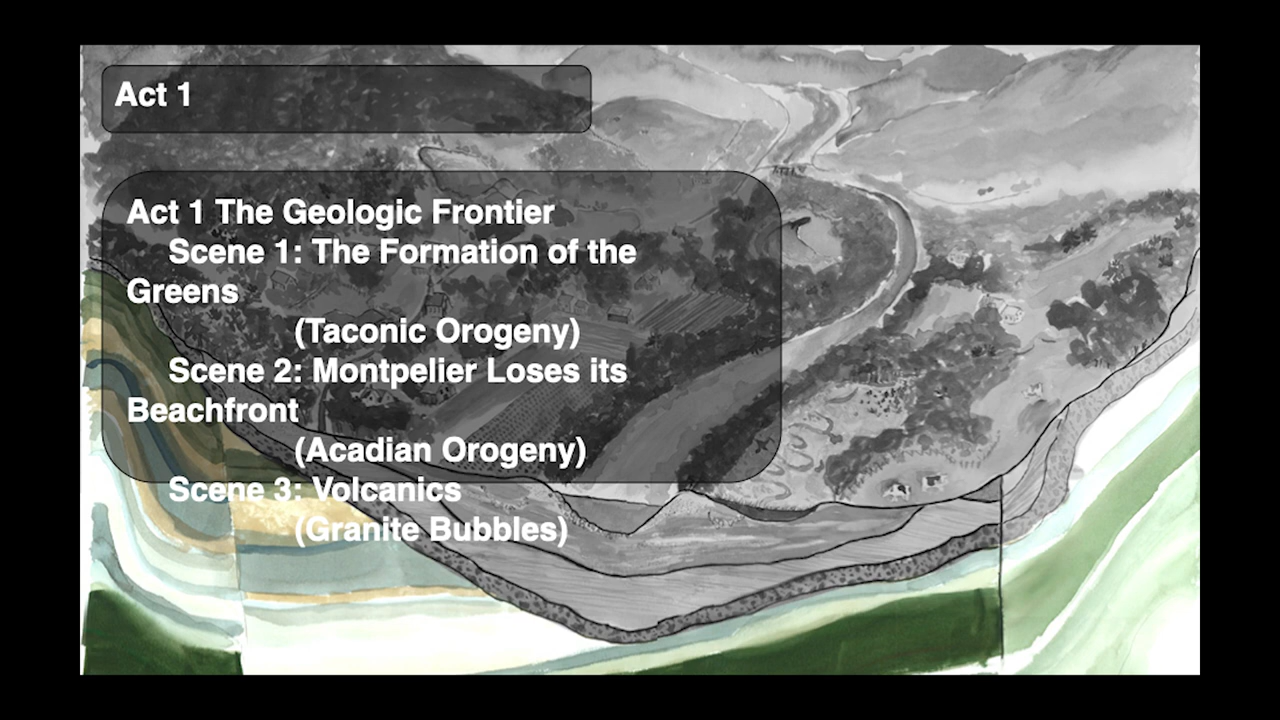 Act 1
Act 1 The Geologic Frontier
Scene 1: The Formation of the
Greens
(Taconic Orogeny)
Scene 2: Montpelier Loses its
Beachfront
(Acadian Orogeny)
Scene 3: Volcanics
(Granite Bubbles)